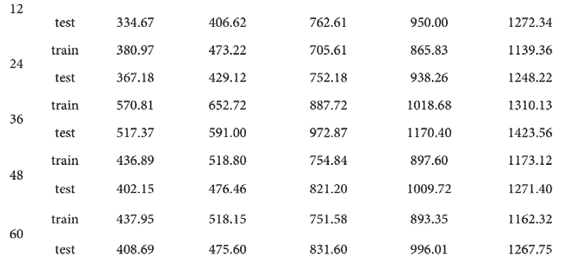 12
test 334.67 406.62 762.61 950.00 1272.34
train 380.97 473.22 705.61 865.83 1139.36
24
test 367.18 429.12 752.18 938.26 1248.22
train 570.81 652.72 887.72 1018.68 1310.13
36
test 517.37 591.00 972.87 1170.40 1423.56
train 436.89 518.80 754.84 897.60 1173.12
48
test 402.15 476.46 821.20 1009.72 1271.40
train 437.95 518.15 751.58 893.35 1162.32
60
test 408.69 475.60 831.60 996.01 1267.75